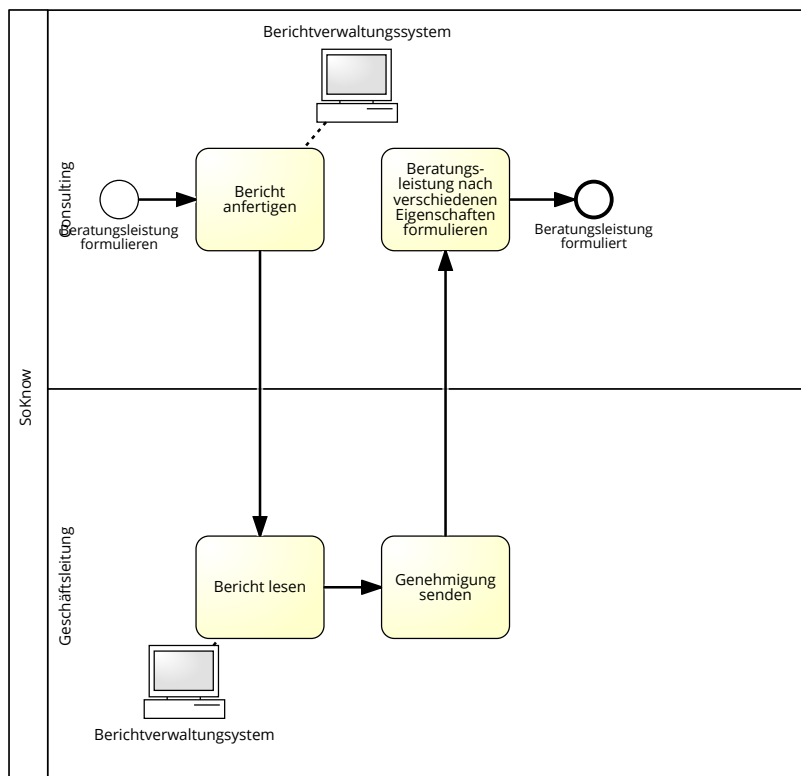 Berichtverwaltungssystem
Consulting
Beratungsleistung
formulieren
Bericht
anfertigen
Beratungs-
leistung nach
verschiedenen
Eigenschaften
formulieren
Beratungsleistung
formuliert
SoKnow
Geschäftsleitung
Bericht lesen
Genehmigung
senden
Berichtverwaltungsystem